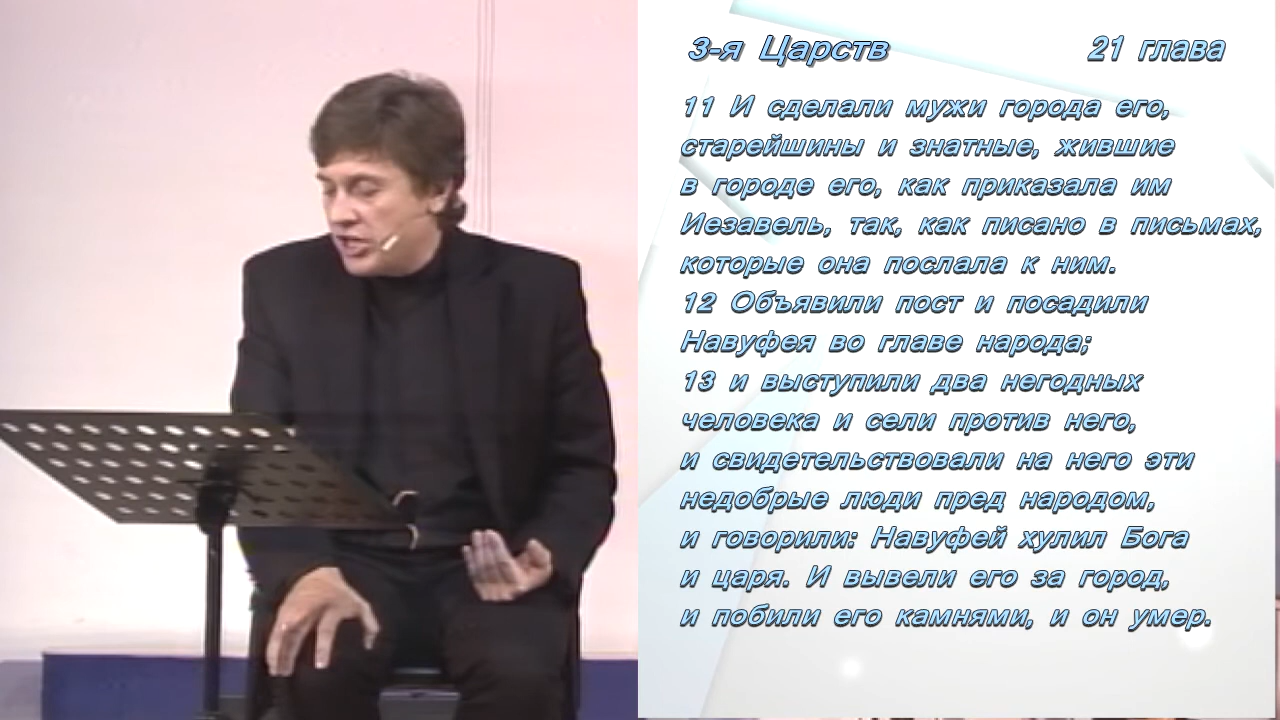 3-я Царств 21 глава
11 И сделали мужи города его,
старейшины и знатные, жившие
в городе его, как приказала им
Иезавель, так, как писано в письмах,
которые она послала к ним.
12 Объявили пост и посадили
Навуфея во главе народа;
13 и выступили два негодных
человека и сели против него,
и свидетельствовали на него эти
недобрые люди пред народом,
и говорили: Навуфей хулил Бога
и царя. И вывели его за город,
и побили его камнями, и он умер.